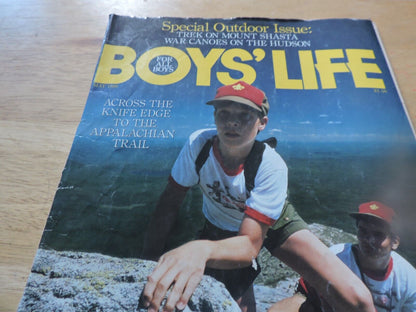 Special Outdoor Issue:
TREK ON MOUNT SHASTA
WAR CANOES ON THE HUDSON
BOYS' LIFE
FOR
ALL
BOYS
ACROSS THE
KNIFE EDGE
TO THE
APPALACHIAN
TRAIL